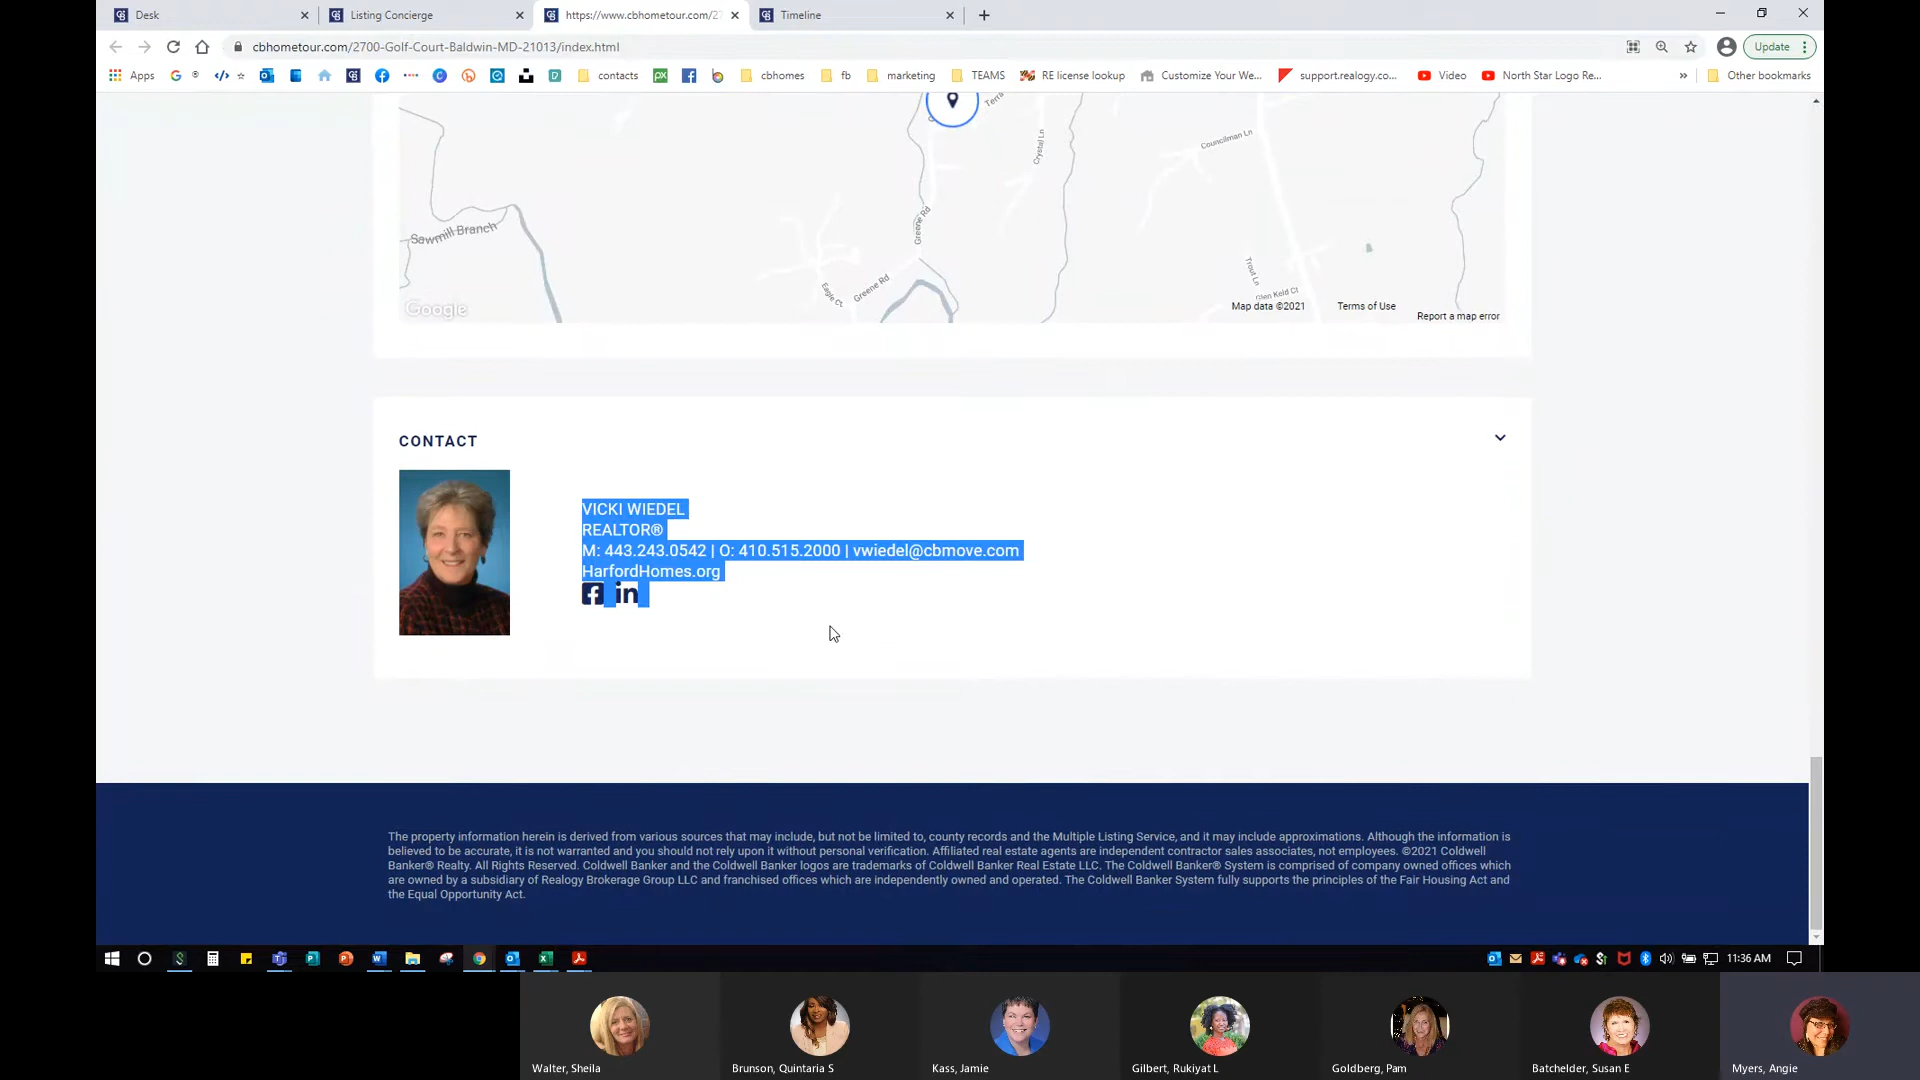 Desk
Listing Concierge
https://www.cbhometour.com/27
Timeline
cbhometour.com/2700-Golf-Court-Baldwin-MD-21013/index.html
Update
Apps
contacts
cbhomes
fb
marketing
TEAMS
RE license lookup
Customize Your We...
support.realogy.co...
Video
North Star Logo Re...
»
Other bookmarks
Terra
Councilman Ln
Crystal Ln
Greene Rd
Sawmill Branch
Trout Ln
Greene Rd
Eagle Ct
Glen Keld Ct
Google
Map data ©2021
Terms of Use
Report a map error
CONTACT
VICKI WIEDEL
REALTOR®
M: 443.243.0542 | O: 410.515.2000 | vwiedel@cbmove.com
HarfordHomes.org
The property information herein is derived from various sources that may include, but not be limited to, county records and the Multiple Listing Service, and it may include approximations. Although the information is
believed to be accurate, it is not warranted and you should not rely upon it without personal verification. Affiliated real estate agents are independent contractor sales associates, not employees. ©2021 Coldwell
Banker® Realty. All Rights Reserved. Coldwell Banker and the Coldwell Banker logos are trademarks of Coldwell Banker Real Estate LLC. The Coldwell Banker® System is comprised of company owned offices which
are owned by a subsidiary of Realogy Brokerage Group LLC and franchised offices which are independently owned and operated. The Coldwell Banker System fully supports the principles of the Fair Housing Act and
the Equal Opportunity Act.
11:36 AM
Walter, Sheila
Brunson, Quintaria S
Kass, Jamie
Gilbert, Rukiyat L
Goldberg, Pam
Batchelder, Susan E
Myers, Angie